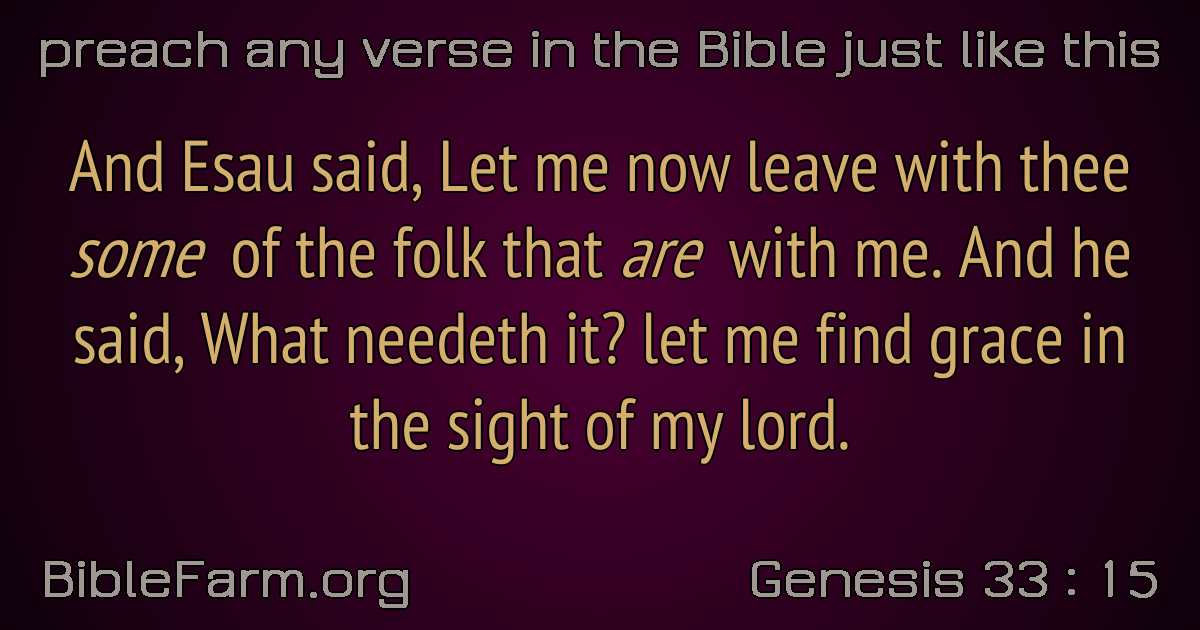 preach any verse in the Bible just like this
And Esau said, Let me now leave with thee
some of the folk that are with me. And he
said, What needeth it? let me find grace in
the sight of my lord.
BibleFarm.org
Genesis 33 : 15